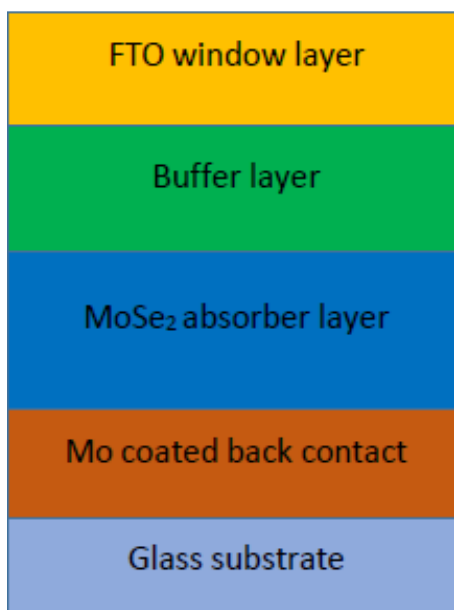 FTO window layer
Buffer layer
MoSe₂ absorber layer
Mo coated back contact
Glass substrate